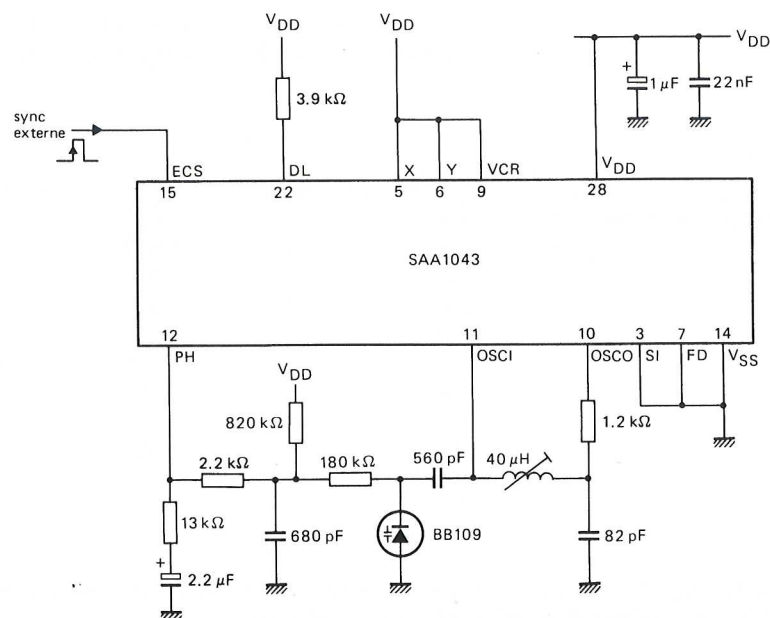 VDD
VDD
VDD
3.9 kΩ
+
1 μF
22 nF
sync
externe
ECS
DL
X
Y
VCR
VDD
15
22
5
6
9
28
SAA1043
12
11
10
3
7
14
PH
OSCI
OSCO
SI
FD
VSS
VDD
820 kΩ
1.2 kΩ
2.2 kΩ
180 kΩ
560 pF
40 μH
13 kΩ
680 pF
BB109
82 pF
+
2.2 μF